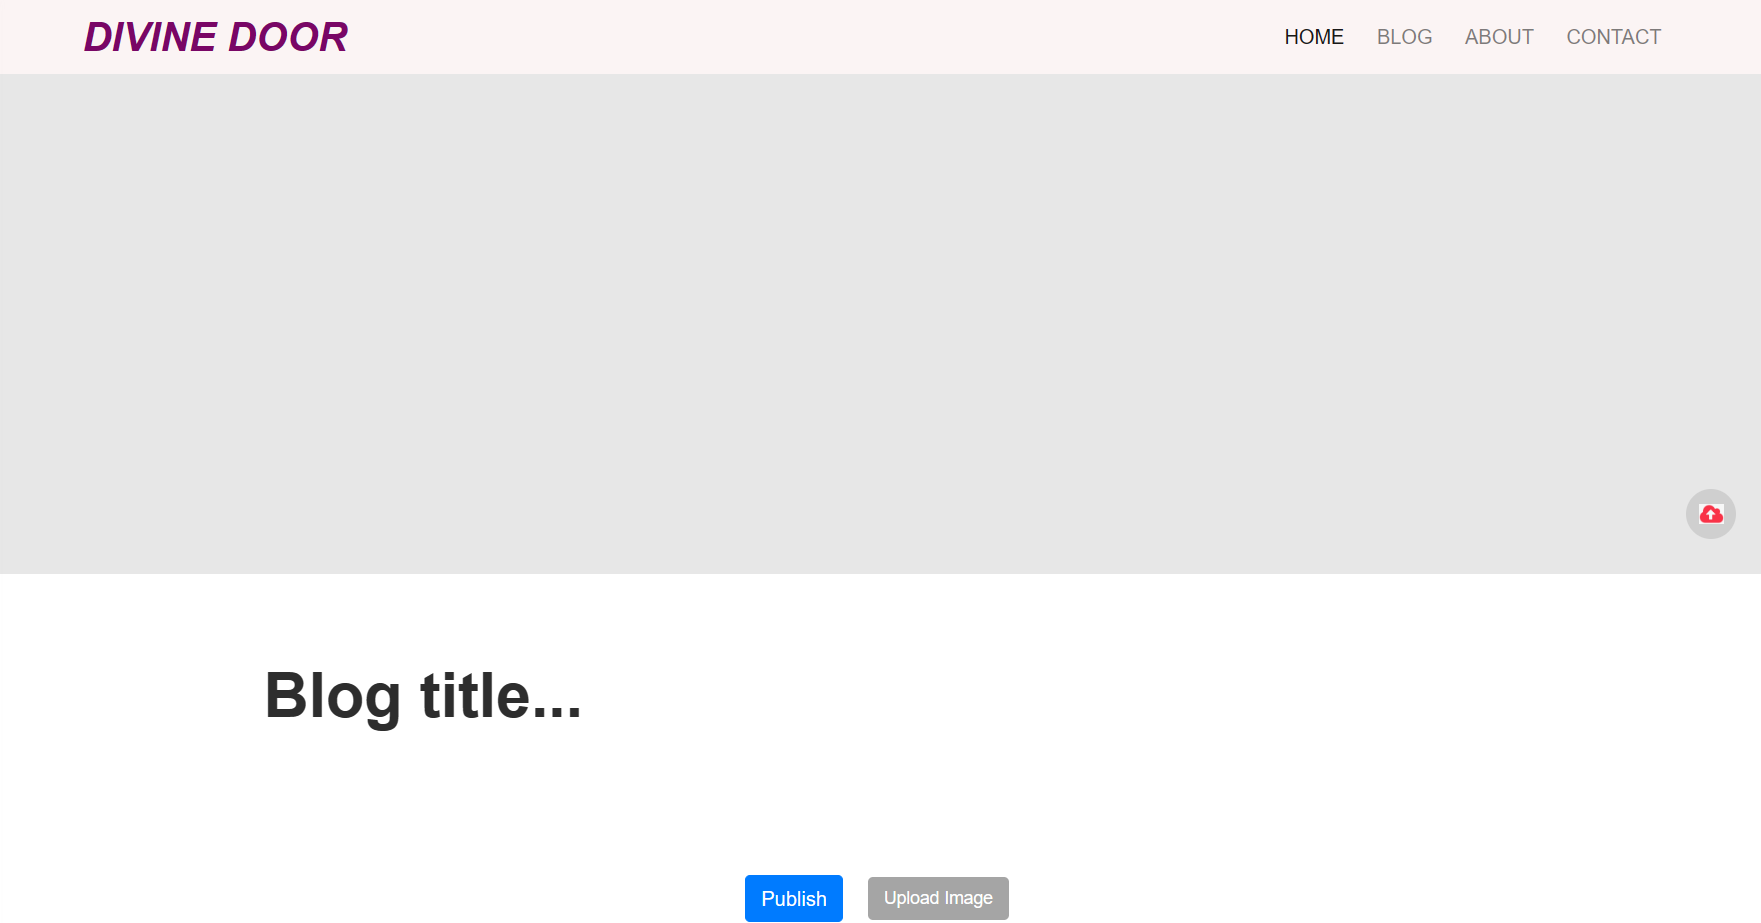 DIVINE DOOR HOME BLOG ABOUT CONTACT
Blog title...
Publish Upload Image